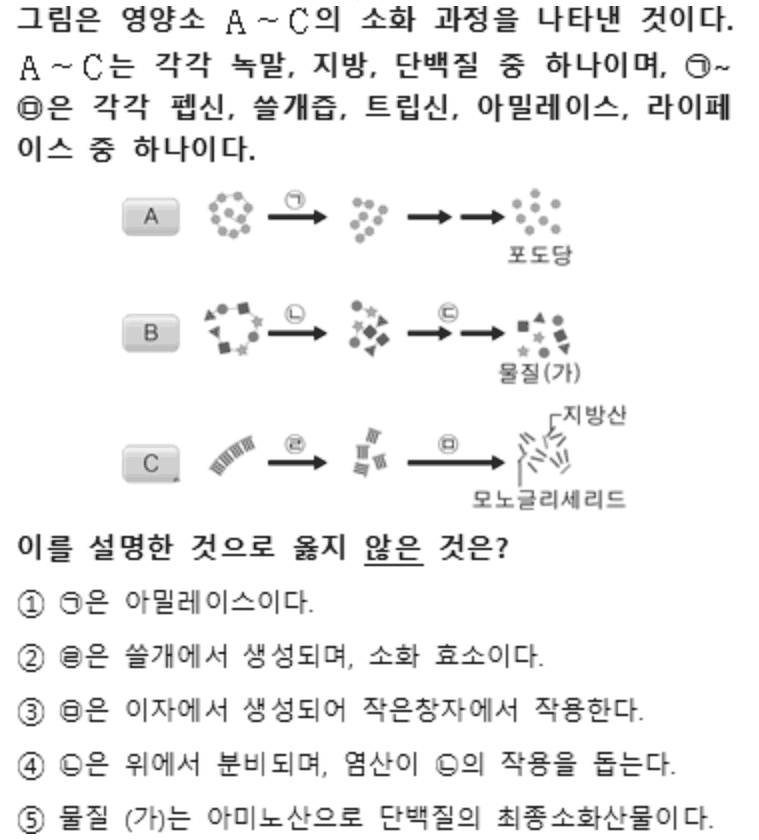 그림은 영양소 A ~ C의 소화 과정을 나타낸 것이다.
A ~ C는 각각 녹말, 지방, 단백질 중 하나이며, ㉠~
㉤은 각각 펩신, 쓸개즙, 트립신, 아밀레이스, 라이페
이스 중 하나이다.
A ㉠
포도당
B ㉡ ㉢
물질(가)
지방산
C ㉣ ㉤
모노글리세리드
이를 설명한 것으로 옳지 않은 것은?
① ㉠은 아밀레이스이다.
② ㉣은 쓸개에서 생성되며, 소화 효소이다.
③ ㉤은 이자에서 생성되어 작은창자에서 작용한다.
④ ㉡은 위에서 분비되며, 염산이 ㉡의 작용을 돕는다.
⑤ 물질 (가)는 아미노산으로 단백질의 최종소화산물이다.